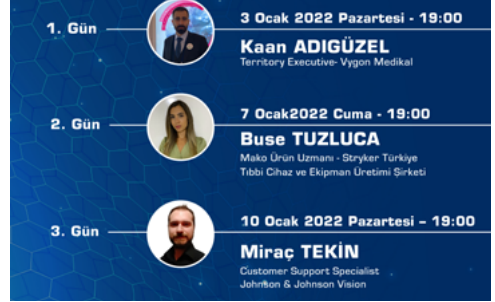 1. Gün
3 Ocak 2022 Pazartesi - 19:00
Kaan ADIGÜZEL
Territory Executive- Vygon Medikal
2. Gün
7 Ocak2022 Cuma - 19:00
Buse TUZLUCA
Mako Ürün Uzmanı - Stryker Türkiye
Tıbbi Cihaz ve Ekipman Üretimi Şirketi
3. Gün
10 Ocak 2022 Pazartesi – 19:00
Miraç TEKİN
Customer Support Specialist
Johnson & Johnson Vision